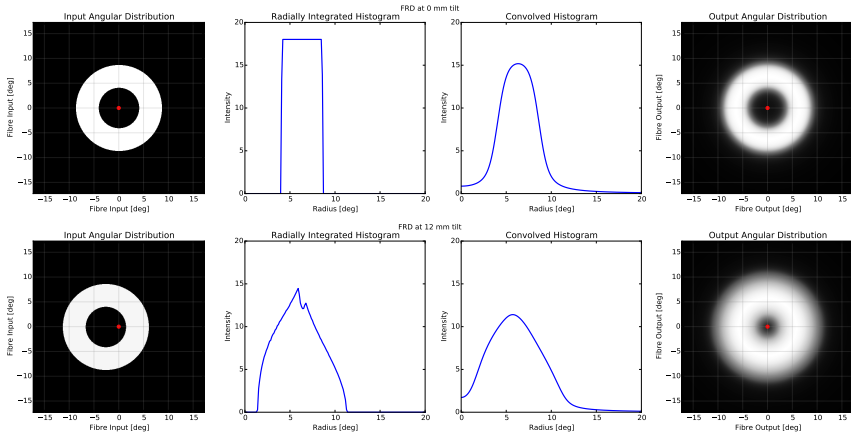 FRD at 0 mm tilt
Input Angular Distribution
Radially Integrated Histogram
Convolved Histogram
Output Angular Distribution
Fibre Input [deg]
15
10
5
0
−5
−10
−15
−15 −10 −5 0 5 10 15
Fibre Input [deg]
Intensity
20
15
10
5
0
0 5 10 15 20
Radius [deg]
Intensity
20
15
10
5
0
0 5 10 15 20
Radius [deg]
Fibre Output [deg]
15
10
5
0
−5
−10
−15
−15 −10 −5 0 5 10 15
Fibre Output [deg]
FRD at 12 mm tilt
Input Angular Distribution
Radially Integrated Histogram
Convolved Histogram
Output Angular Distribution
Fibre Input [deg]
15
10
5
0
−5
−10
−15
−15 −10 −5 0 5 10 15
Fibre Input [deg]
Intensity
20
15
10
5
0
0 5 10 15 20
Radius [deg]
Intensity
20
15
10
5
0
0 5 10 15 20
Radius [deg]
Fibre Output [deg]
15
10
5
0
−5
−10
−15
−15 −10 −5 0 5 10 15
Fibre Output [deg]